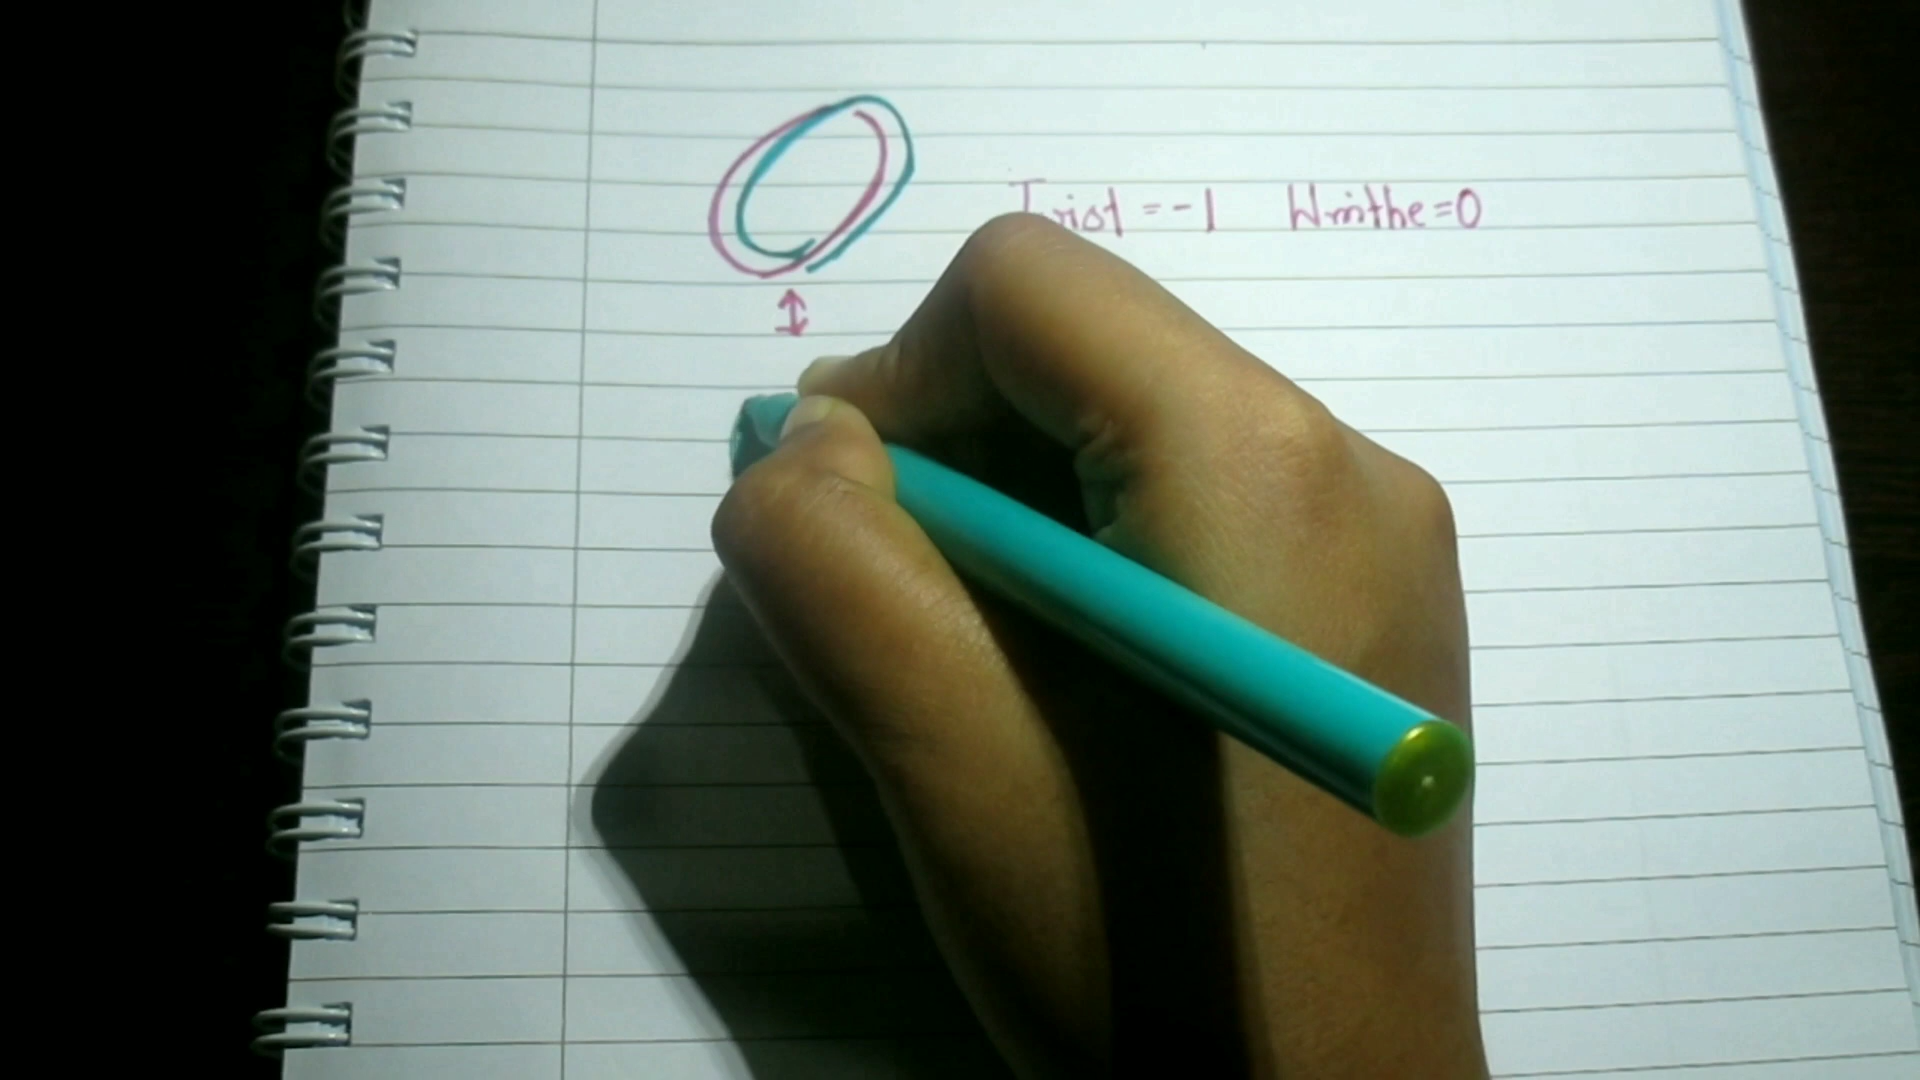 Twist = -1 Writhe = 0